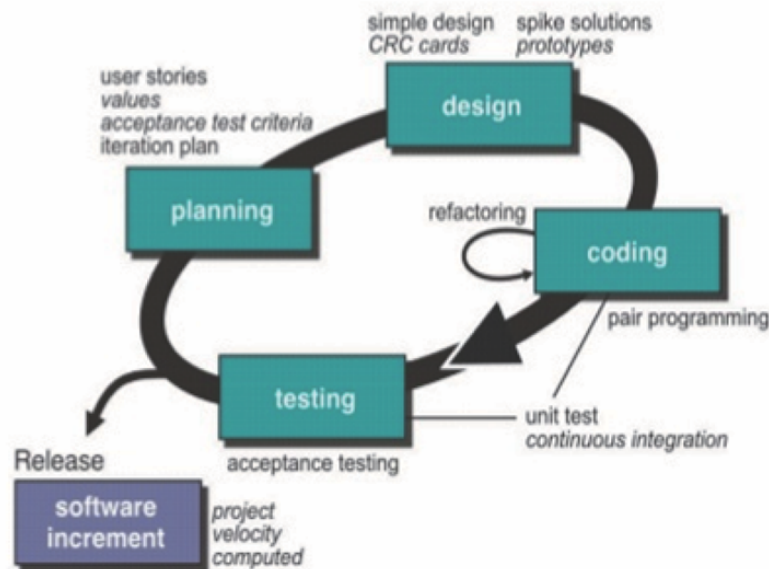 simple design
CRC cards
spike solutions
prototypes
user stories
values
acceptance test criteria
iteration plan
design
planning
refactoring
coding
pair programming
testing
unit test
continuous integration
acceptance testing
Release
software
increment
project
velocity
computed